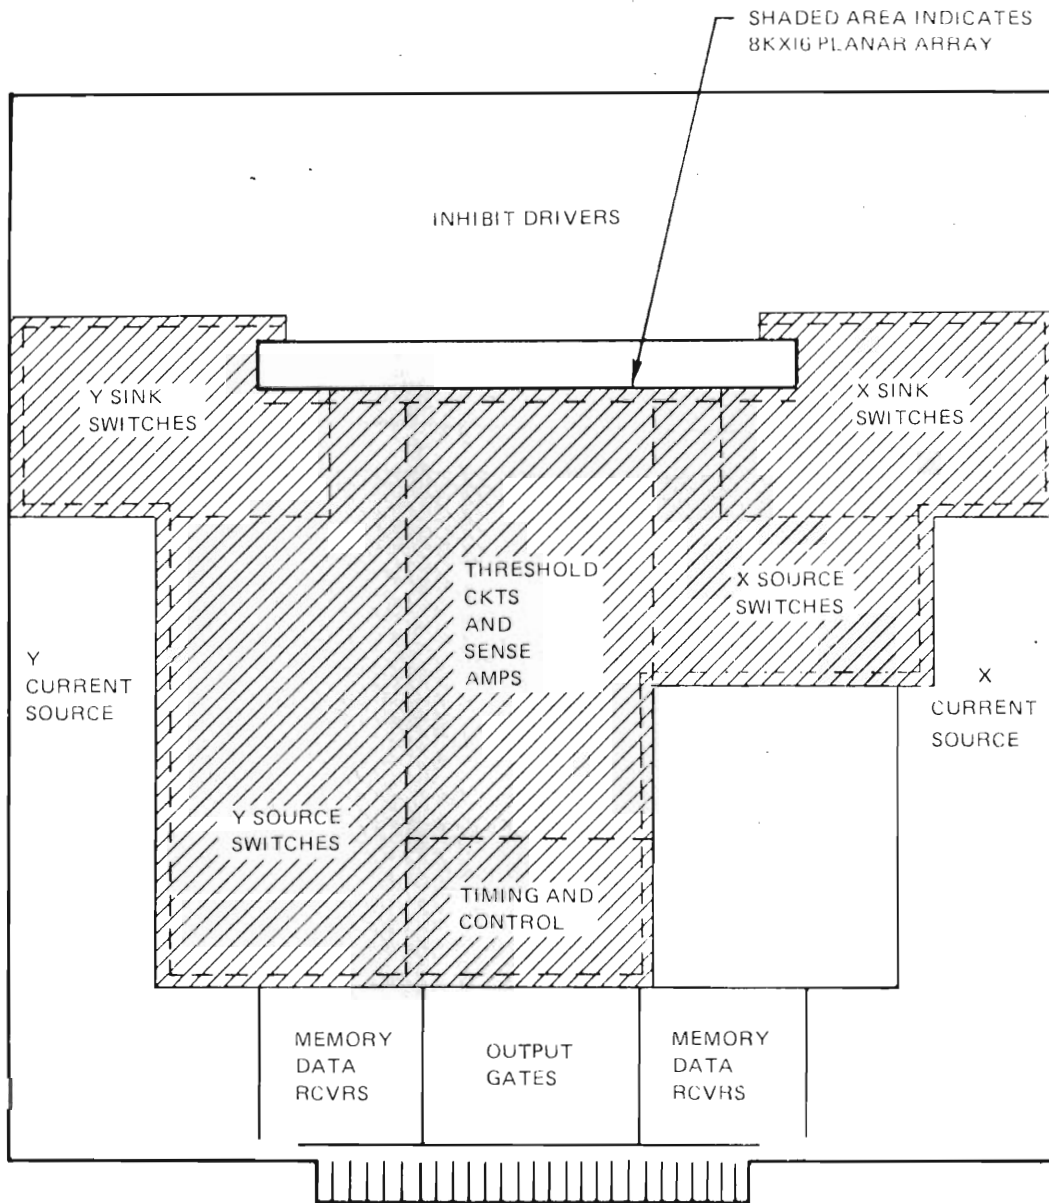 SHADED AREA INDICATES
8KX16 PLANAR ARRAY
INHIBIT DRIVERS
Y SINK
SWITCHES
X SINK
SWITCHES
THRESHOLD
CKTS
AND
SENSE
AMPS
X SOURCE
SWITCHES
Y
CURRENT
SOURCE
X
CURRENT
SOURCE
Y SOURCE
SWITCHES
TIMING AND
CONTROL
MEMORY
DATA
RCVRS
OUTPUT
GATES
MEMORY
DATA
RCVRS